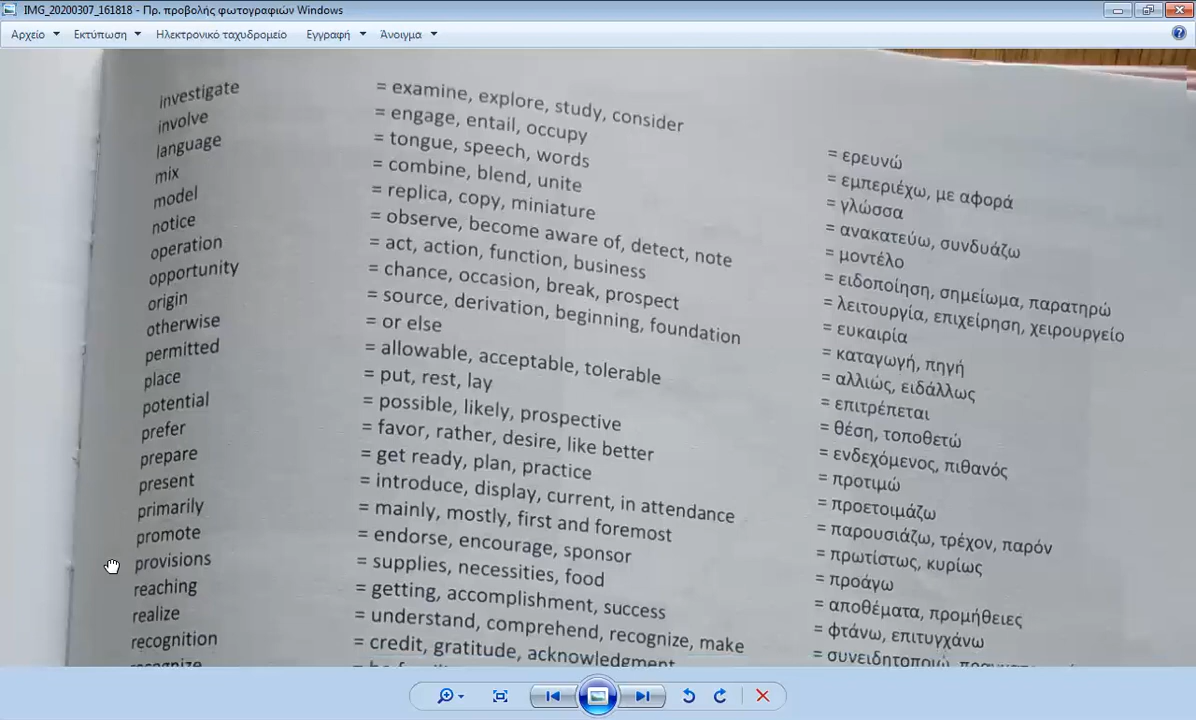 IMG_20200307_161818 - Πρ. προβολής φωτογραφιών Windows
Αρχείο Εκτύπωση Ηλεκτρονικό ταχυδρομείο Εγγραφή Άνοιγμα
investigate = examine, explore, study, consider = ερευνώ
involve = engage, entail, occupy = εμπεριέχω, με αφορά
language = tongue, speech, words = γλώσσα
mix = combine, blend, unite = ανακατεύω, συνδυάζω
model = replica, copy, miniature = μοντέλο
notice = observe, become aware of, detect, note = ειδοποίηση, σημείωμα, παρατηρώ
operation = act, action, function, business = λειτουργία, επιχείρηση, χειρουργείο
opportunity = chance, occasion, break, prospect = ευκαιρία
origin = source, derivation, beginning, foundation = καταγωγή, πηγή
otherwise = or else = αλλιώς, ειδάλλως
permitted = allowable, acceptable, tolerable = επιτρέπεται
place = put, rest, lay = θέση, τοποθετώ
potential = possible, likely, prospective = ενδεχόμενος, πιθανός
prefer = favor, rather, desire, like better = προτιμώ
prepare = get ready, plan, practice = προετοιμάζω
present = introduce, display, current, in attendance = παρουσιάζω, τρέχον, παρόν
primarily = mainly, mostly, first and foremost = πρωτίστως, κυρίως
promote = endorse, encourage, sponsor = προάγω
provisions = supplies, necessities, food = αποθέματα, προμήθειες
reaching = getting, accomplishment, success = φτάνω, επιτυγχάνω
realize = understand, comprehend, recognize, make = συνειδητοποιώ,
recognition = credit, gratitude, acknowledgment
recognize